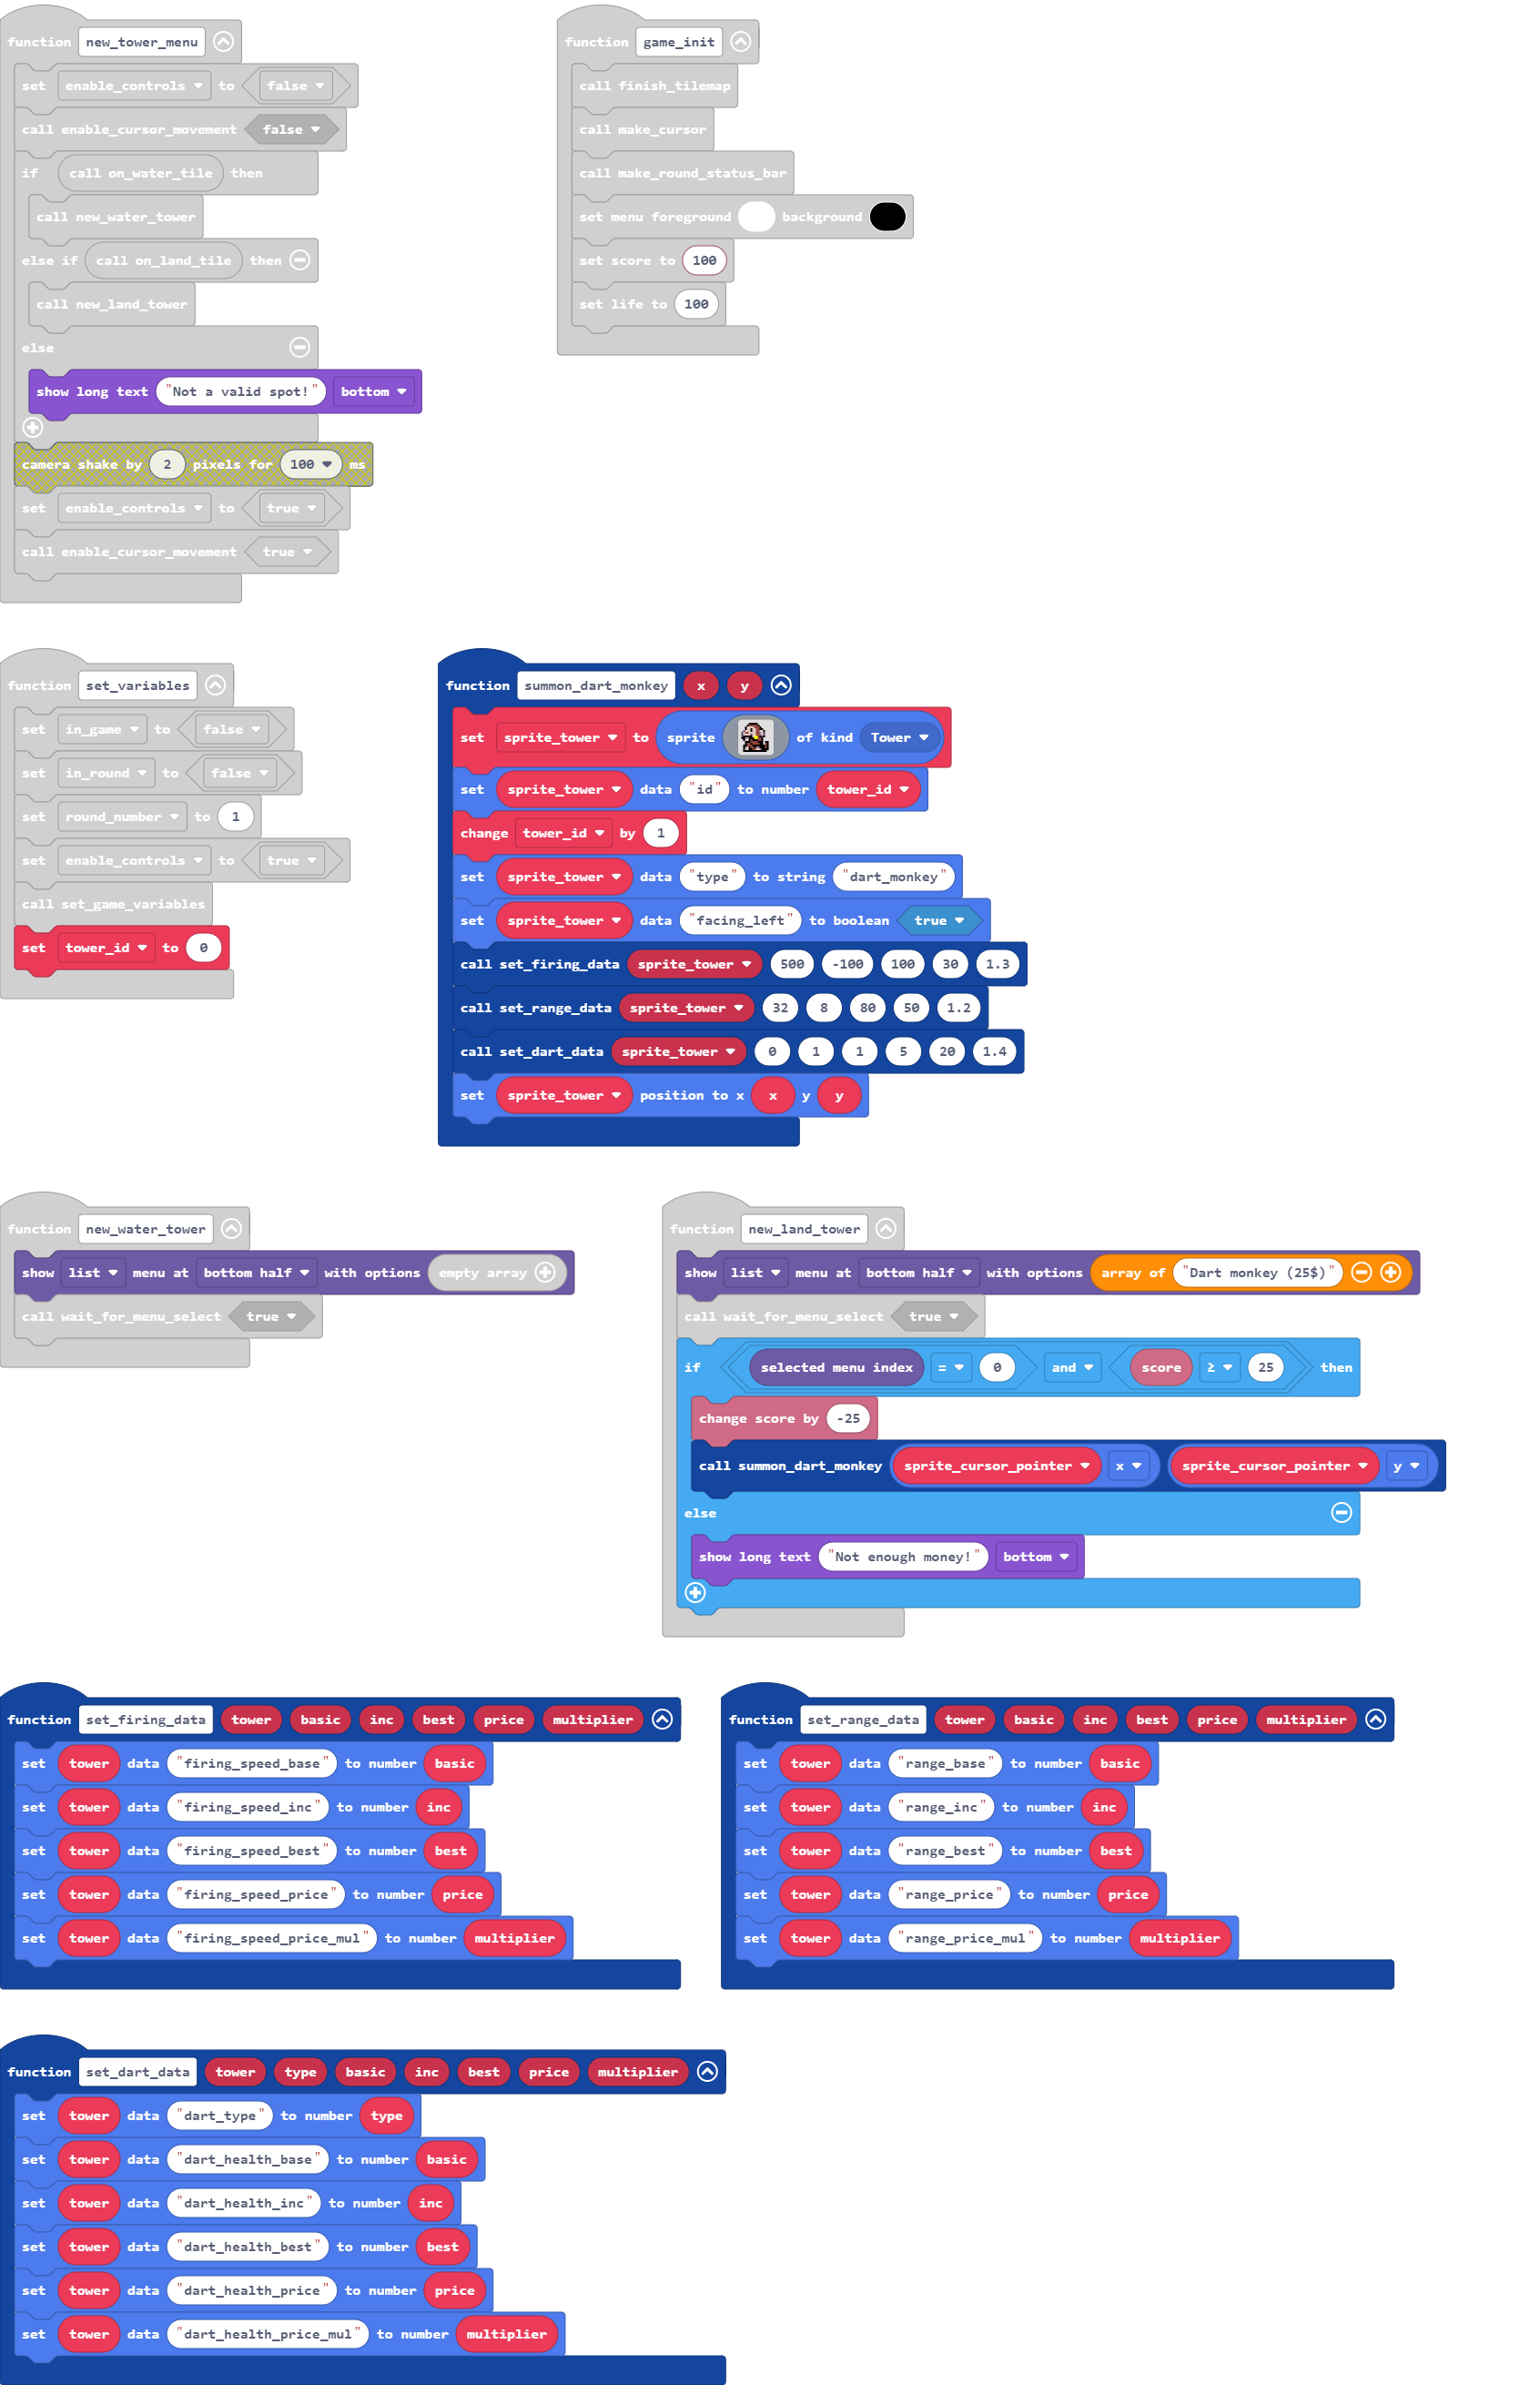 function new_tower_menu
set enable_controls to false
call enable_cursor_movement false
if call on_water_tile then
call new_water_tower
else if call on_land_tile then
call new_land_tower
else
show long text "Not a valid spot!" bottom
camera shake by 2 pixels for 100 ms
set enable_controls to true
call enable_cursor_movement true
function game_init
call finish_tilemap
call make_cursor
call make_round_status_bar
set menu foreground background
set score to 100
set life to 100
function set_variables
set in_game to false
set in_round to false
set round_number to 1
set enable_controls to true
call set_game_variables
set tower_id to 0
function summon_dart_monkey x y
set sprite_tower to sprite of kind Tower
set sprite_tower data "id" to number tower_id
change tower_id by 1
set sprite_tower data "type" to string "dart_monkey"
set sprite_tower data "facing_left" to boolean true
call set_firing_data sprite_tower 500 -100 100 30 1.3
call set_range_data sprite_tower 32 8 80 50 1.2
call set_dart_data sprite_tower 0 1 1 5 20 1.4
set sprite_tower position to x x y y
function new_water_tower
show list menu at bottom half with options empty array
call wait_for_menu_select true
function new_land_tower
show list menu at bottom half with options array of "Dart monkey (25$)"
call wait_for_menu_select true
if selected menu index = 0 and score ≥ 25 then
change score by -25
call summon_dart_monkey sprite_cursor_pointer x sprite_cursor_pointer y
else
show long text "Not enough money!" bottom
function set_firing_data tower basic inc best price multiplier
set tower data "firing_speed_base" to number basic
set tower data "firing_speed_inc" to number inc
set tower data "firing_speed_best" to number best
set tower data "firing_speed_price" to number price
set tower data "firing_speed_price_mul" to number multiplier
function set_range_data tower basic inc best price multiplier
set tower data "range_base" to number basic
set tower data "range_inc" to number inc
set tower data "range_best" to number best
set tower data "range_price" to number price
set tower data "range_price_mul" to number multiplier
function set_dart_data tower type basic inc best price multiplier
set tower data "dart_type" to number type
set tower data "dart_health_base" to number basic
set tower data "dart_health_inc" to number inc
set tower data "dart_health_best" to number best
set tower data "dart_health_price" to number price
set tower data "dart_health_price_mul" to number multiplier